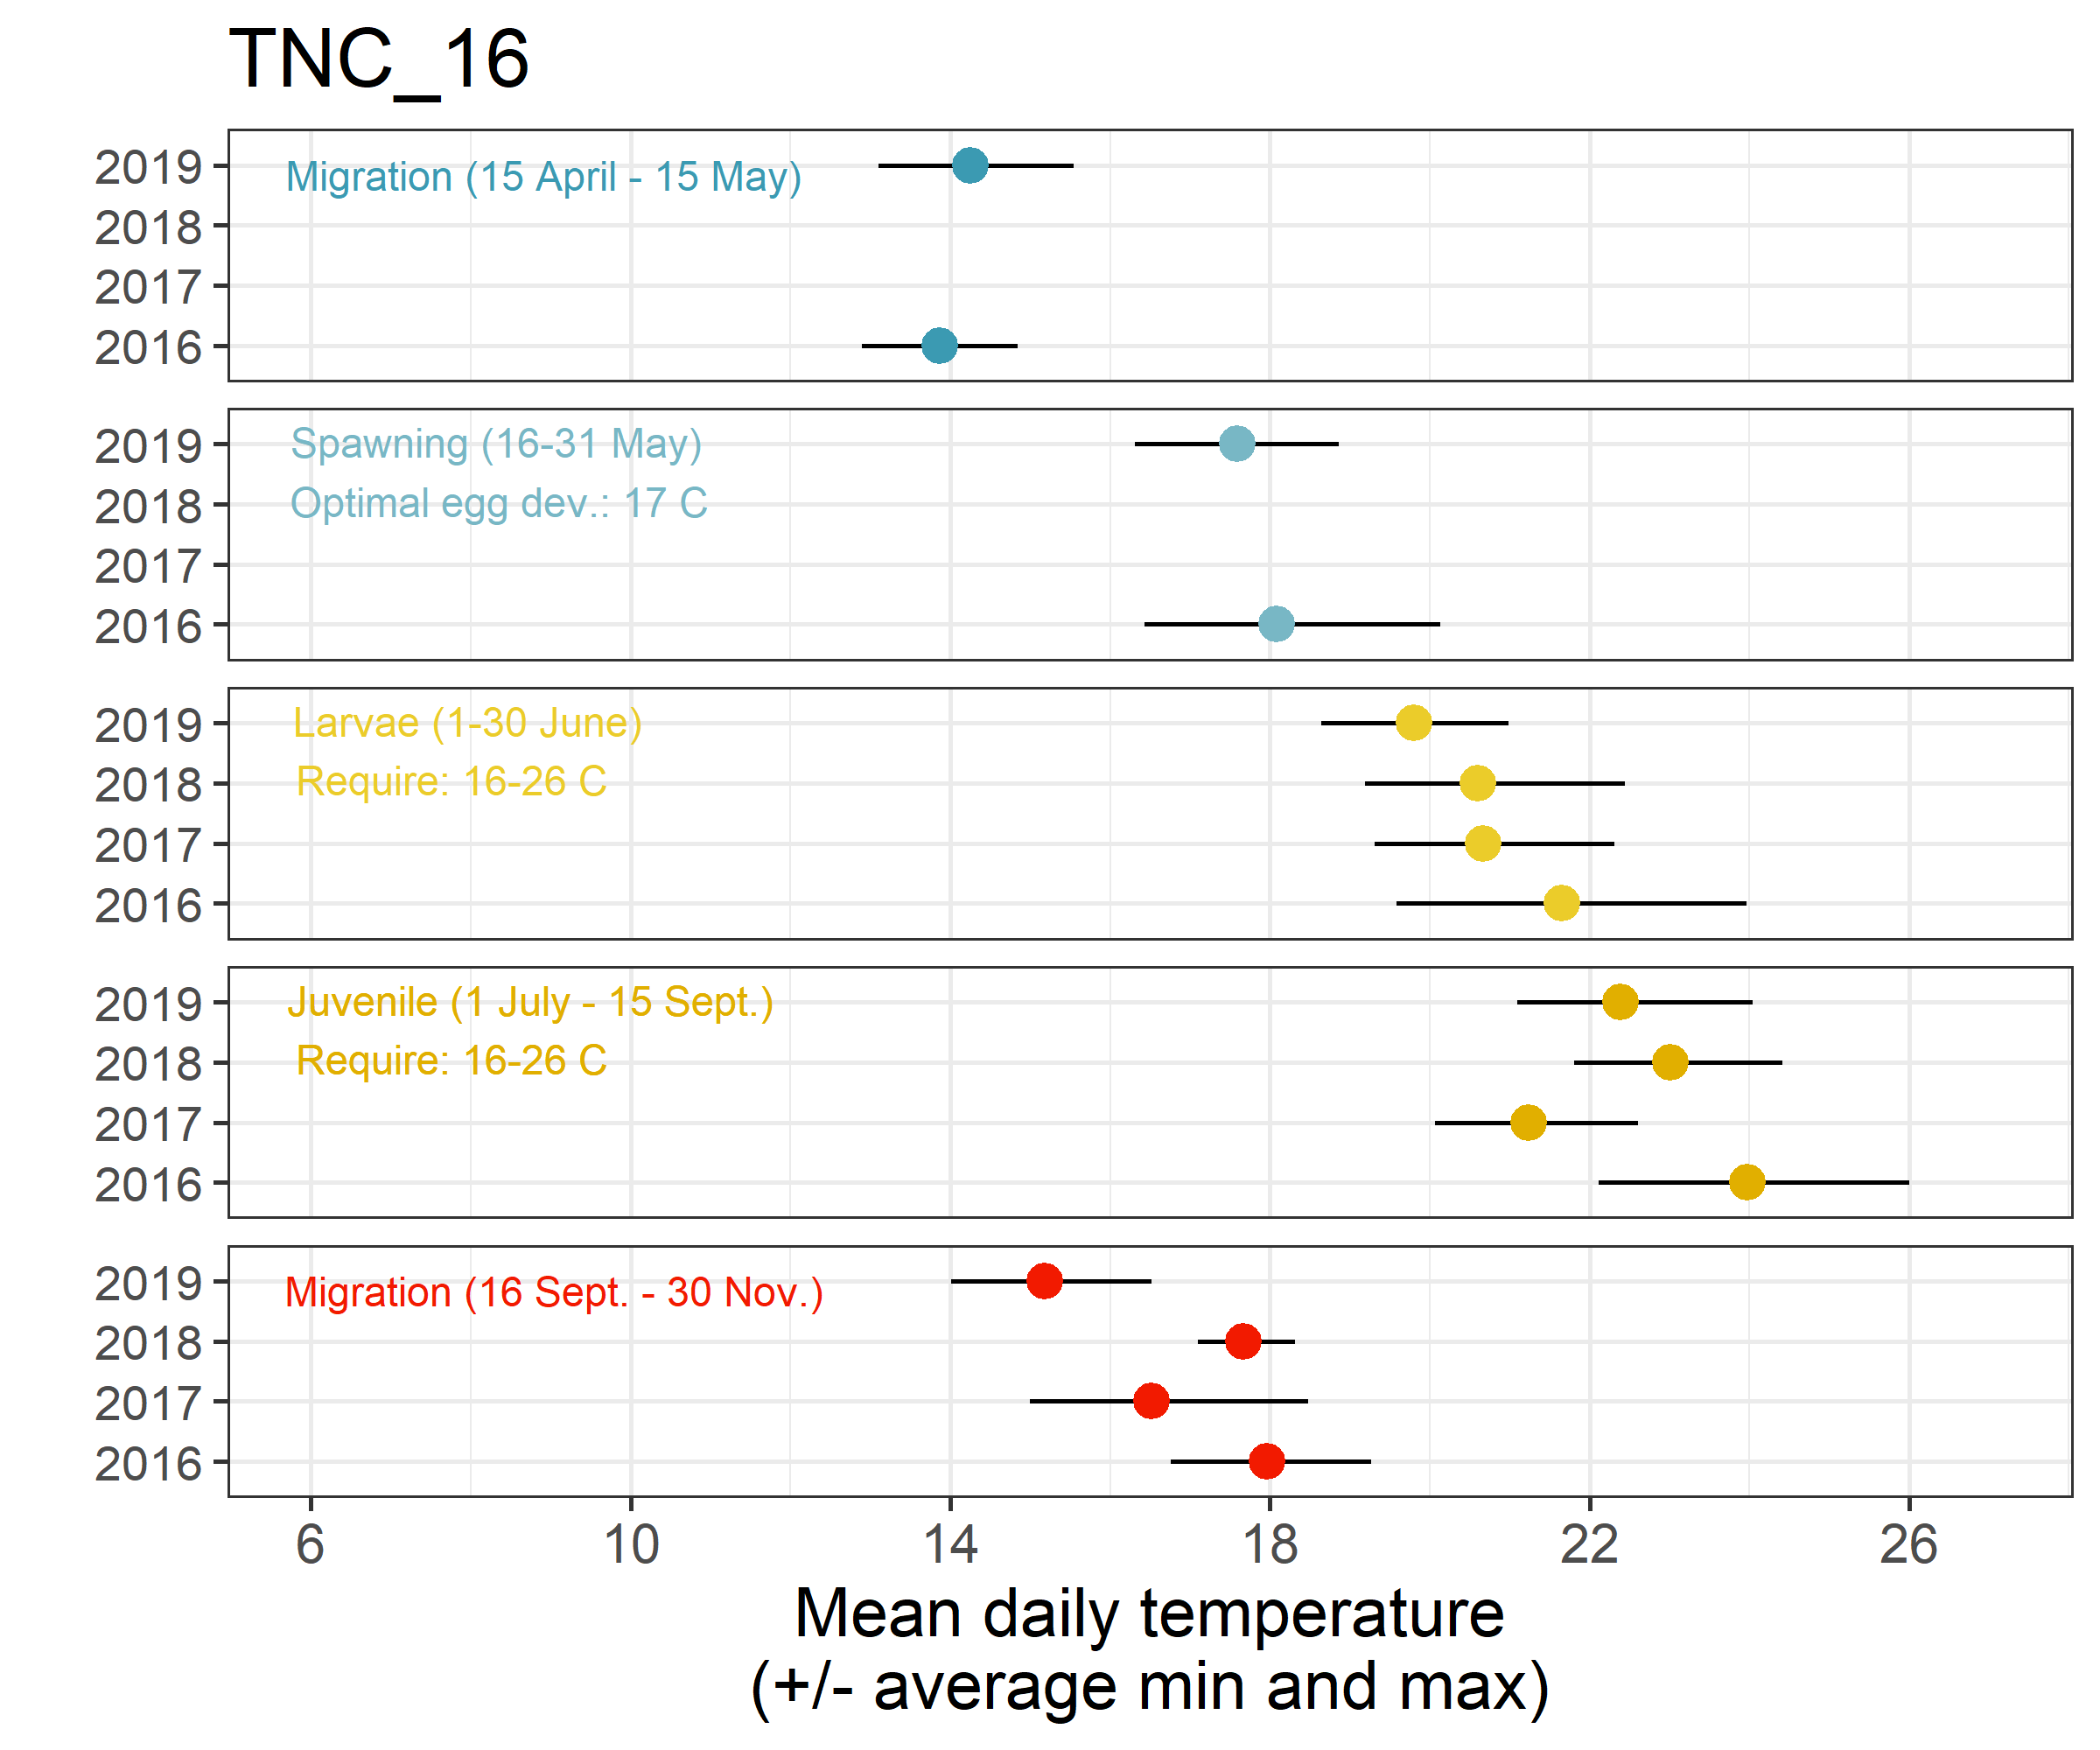 TNC_16
2019
Migration (15 April - 15 May)
2018
2017
2016
2019
Spawning (16-31 May)
2018
Optimal egg dev.: 17 C
2017
2016
2019
Larvae (1-30 June)
2018
Require: 16-26 C
2017
2016
2019
Juvenile (1 July - 15 Sept.)
2018
Require: 16-26 C
2017
2016
2019
Migration (16 Sept. - 30 Nov.)
2018
2017
2016
6 10 14 18 22 26
Mean daily temperature
(+/- average min and max)